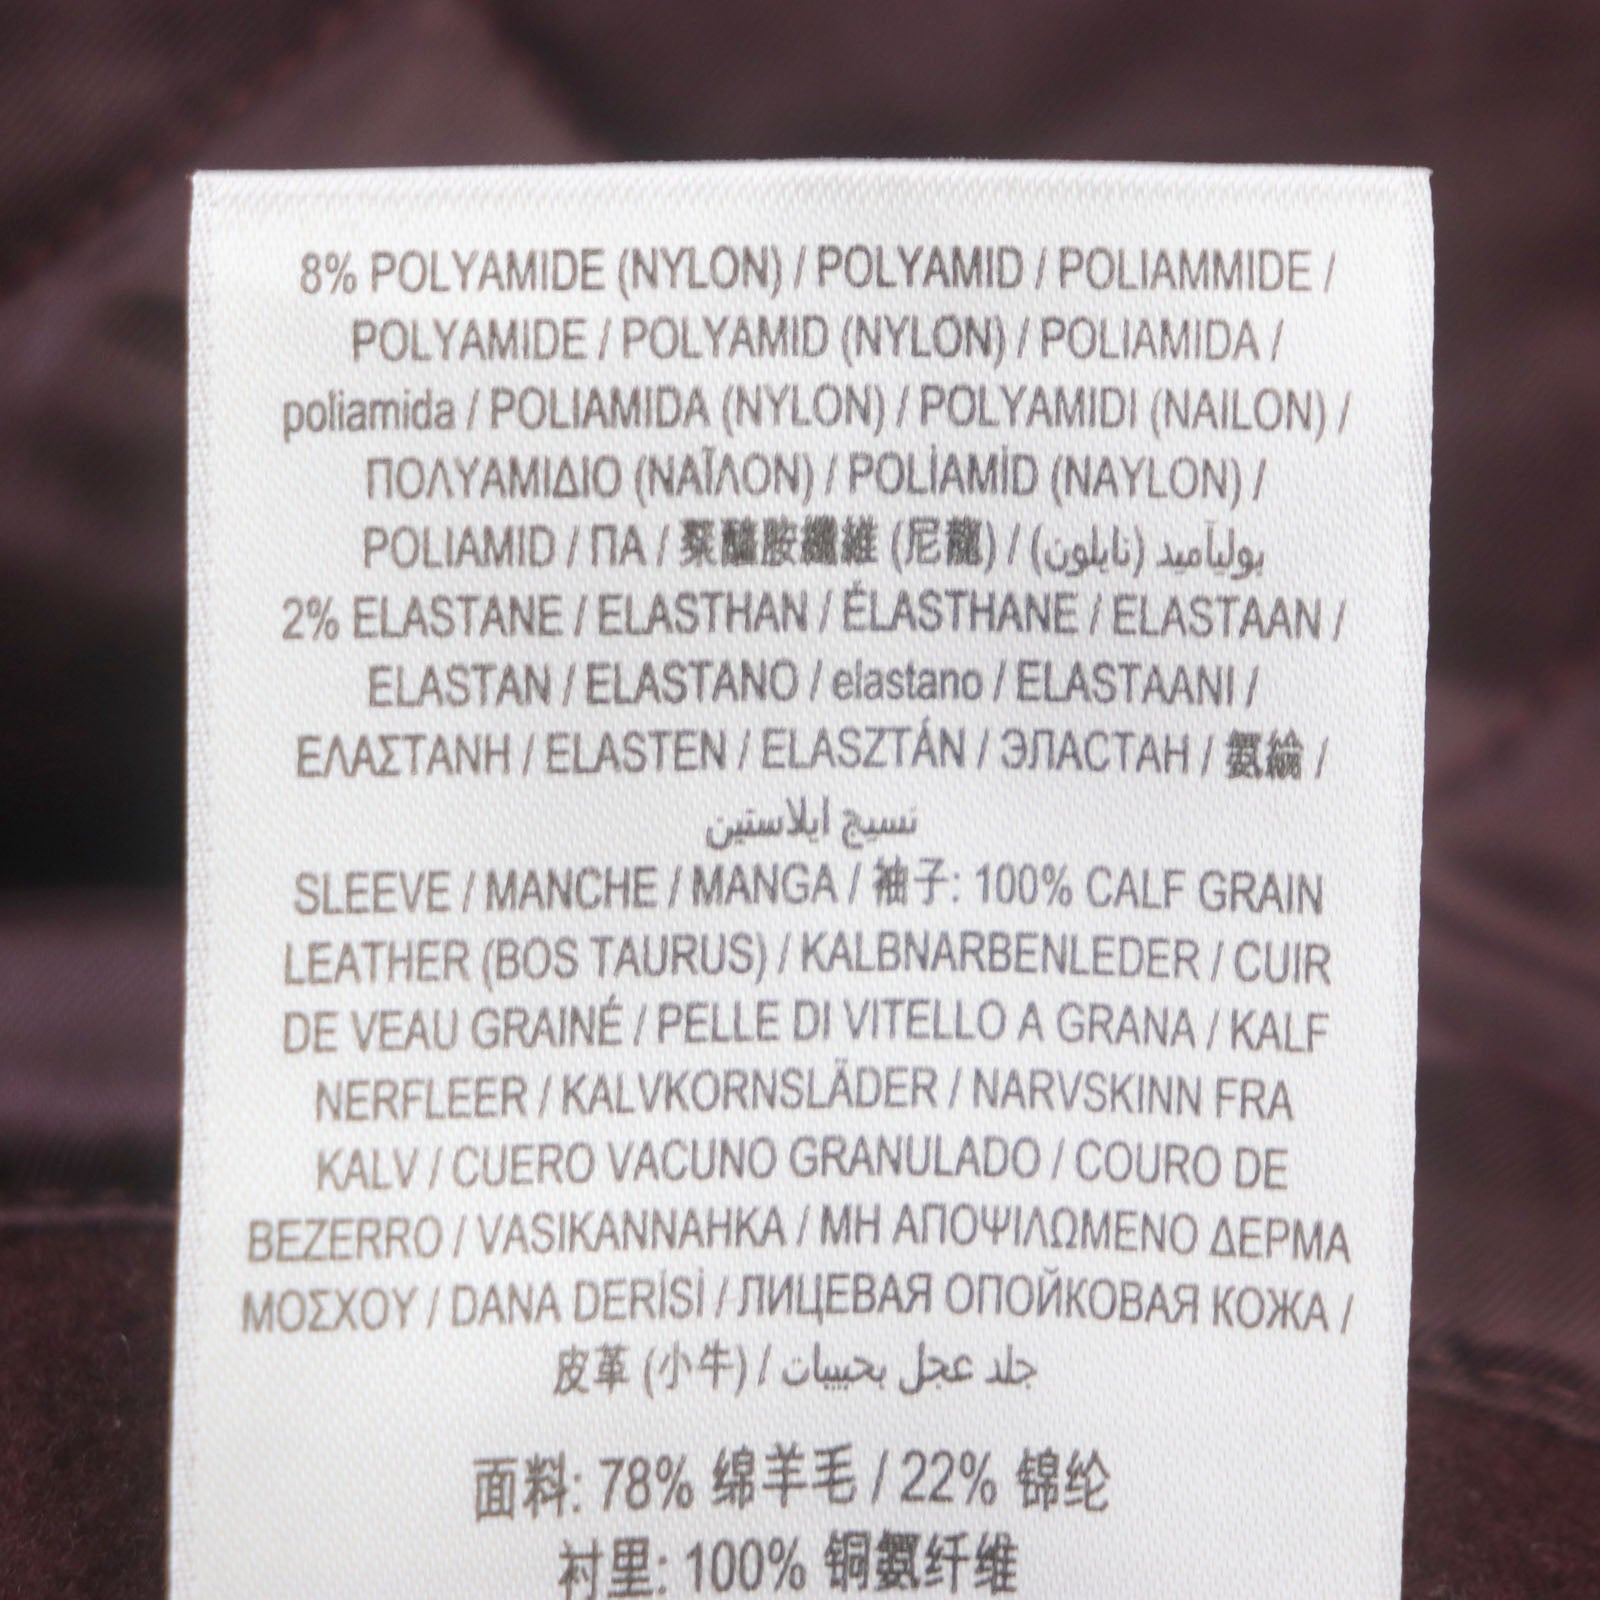 8% POLYAMIDE (NYLON) / POLYAMID / POLIAMMIDE /
POLYAMIDE / POLYAMID (NYLON) / POLIAMIDA /
poliamida / POLIAMIDA (NYLON) / POLYAMIDI (NAILON) /
ΠΟΛΥΑΜΙΔΙΟ (ΝΑΪΛΟΝ) / POLİAMİD (NAYLON) /
POLIAMID / ПА / 聚醯胺纖維 (尼龍) / بوليآميد (نايلون)
2% ELASTANE / ELASTHAN / ÉLASTHANE / ELASTAAN /
ELASTAN / ELASTANO / elastano / ELASTAANI /
ΕΛΑΣΤΑΝΗ / ELASTEN / ELASZTÁN / ЭЛАСТАН / 氨綸 /
نسيج ايلاستين
SLEEVE / MANCHE / MANGA / 袖子: 100% CALF GRAIN
LEATHER (BOS TAURUS) / KALBNARBENLEDER / CUIR
DE VEAU GRAINÉ / PELLE DI VITELLO A GRANA / KALF
NERFLEER / KALVKORNSLÄDER / NARVSKINN FRA
KALV / CUERO VACUNO GRANULADO / COURO DE
BEZERRO / VASIKANNAHKA / ΜΗ ΑΠΟΨΙΛΩΜΕΝΟ ΔΕΡΜΑ
ΜΟΣΧΟΥ / DANA DERİSİ / ЛИЦЕВАЯ ОПОЙКОВАЯ КОЖА /
皮革 (小牛) / جلد عجل بحبيبات
面料: 78% 绵羊毛 / 22% 锦纶
衬里: 100% 铜氨纤维